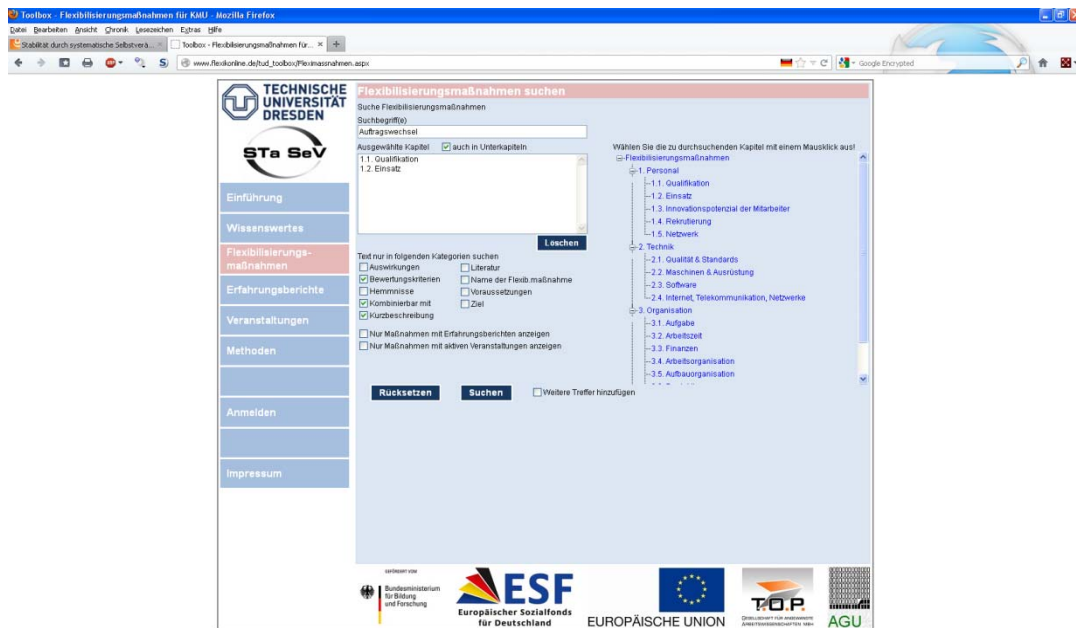 Toolbox - Flexibilisierungsmaßnahmen für KMU - Mozilla Firefox
Datei Bearbeiten Ansicht Chronik Lesezeichen Extras Hilfe
Stabilität durch systematische Selbstverä... Toolbox - Flexibilisierungsmaßnahmen für...
www.flexikonline.de/tud_toolbox/Fleximassnahmen.aspx
Google Encrypted
TECHNISCHE
UNIVERSITÄT
DRESDEN
STa SeV
Einführung
Wissenswertes
Flexibilisierungs-
maßnahmen
Erfahrungsberichte
Veranstaltungen
Methoden
Anmelden
Impressum
Flexibilisierungsmaßnahmen suchen
Suche Flexibilisierungsmaßnahmen
Suchbegriff(e)
Auftragswechsel
Ausgewählte Kapitel auch in Unterkapiteln
1.1. Qualifikation
1.2. Einsatz
Löschen
Text nur in folgenden Kategorien suchen
Auswirkungen Literatur
Bewertungskriterien Name der Flexib.maßnahme
Hemmnisse Voraussetzungen
Kombinierbar mit Ziel
Kurzbeschreibung
Nur Maßnahmen mit Erfahrungsberichten anzeigen
Nur Maßnahmen mit aktiven Veranstaltungen anzeigen
Rücksetzen Suchen Weitere Treffer hinzufügen
Wählen Sie die zu durchsuchenden Kapitel mit einem Mausklick aus!
Flexibilisierungsmaßnahmen
1. Personal
1.1. Qualifikation
1.2. Einsatz
1.3. Innovationspotenzial der Mitarbeiter
1.4. Rekrutierung
1.5. Netzwerk
2. Technik
2.1. Qualität & Standards
2.2. Maschinen & Ausrüstung
2.3. Software
2.4. Internet, Telekommunikation, Netzwerke
3. Organisation
3.1. Aufgabe
3.2. Arbeitszeit
3.3. Finanzen
3.4. Arbeitsorganisation
3.5. Aufbauorganisation
GEFÖRDERT VOM
Bundesministerium
für Bildung
und Forschung
ESF
Europäischer Sozialfonds
für Deutschland
EUROPÄISCHE UNION
T.O.P.
GESELLSCHAFT FÜR ANGEWANDTE
ARBEITSWISSENSCHAFTEN MBH
AGU